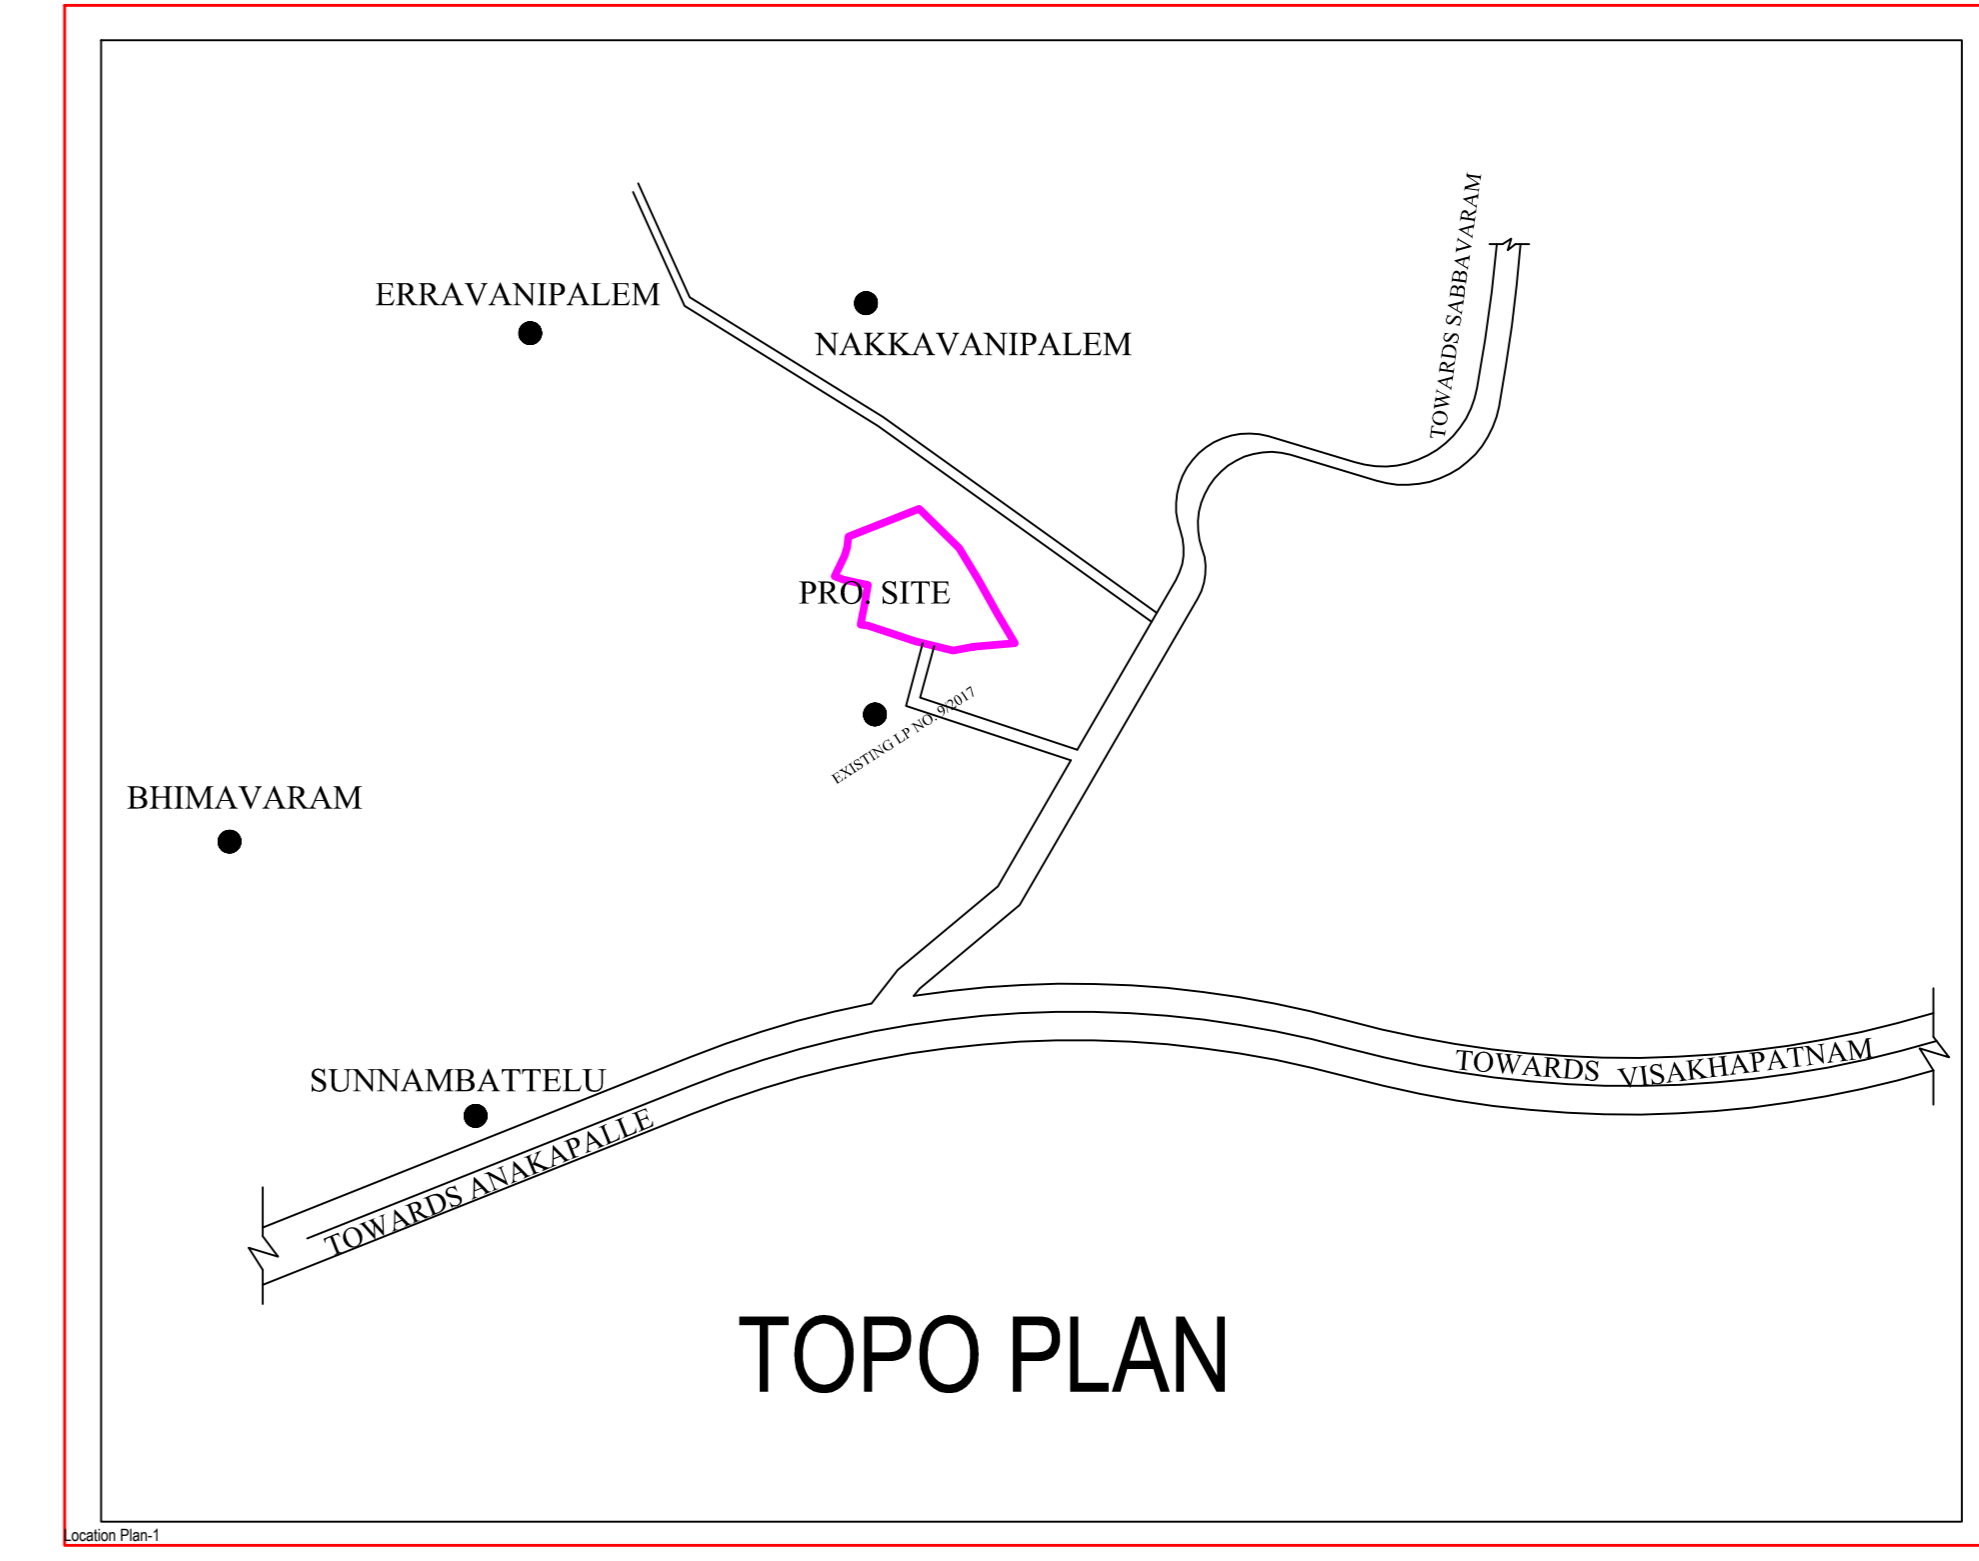 TOWARDS SABBAVARAM
ERRAVANIPALEM
NAKKAVANIPALEM
PRO. SITE
EXISTING LP NO. 9/2017
BHIMAVARAM
SUNNAMBATTELU
TOWARDS VISAKHAPATNAM
TOWARDS ANAKAPALLE
TOPO PLAN
Location Plan-1